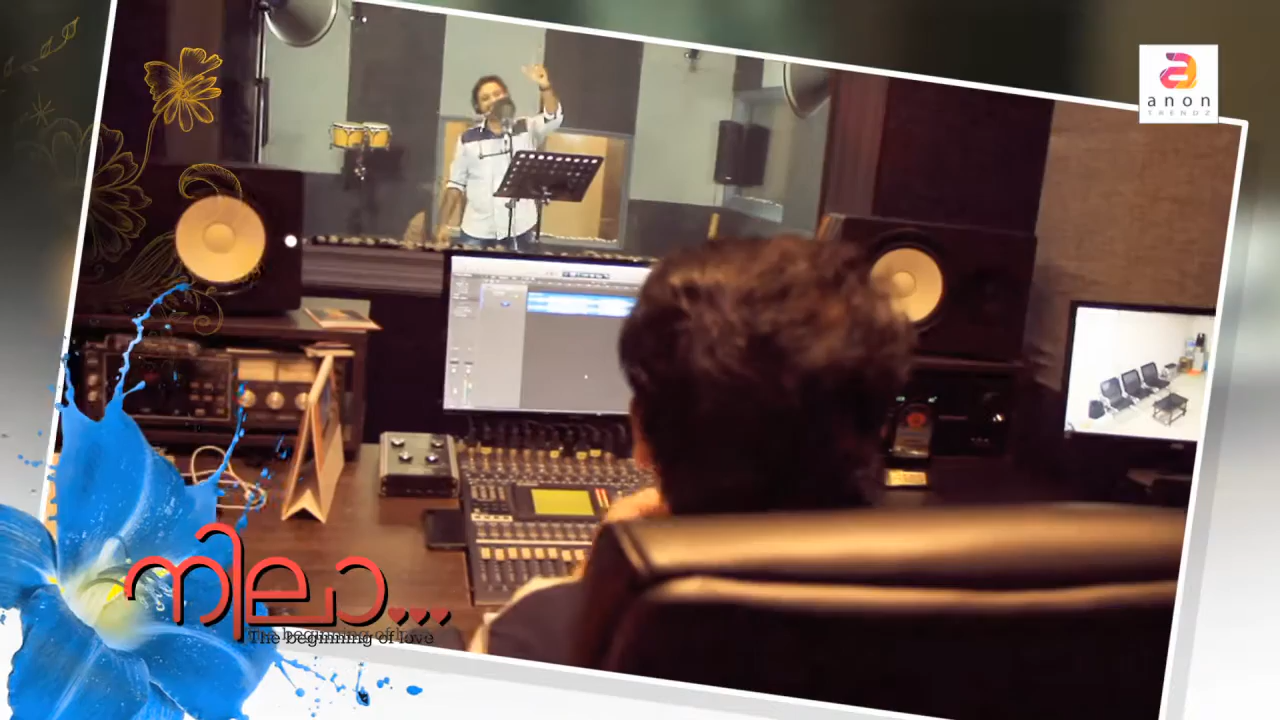 anon
TRENDZ
നിലാ...
The beginning of love